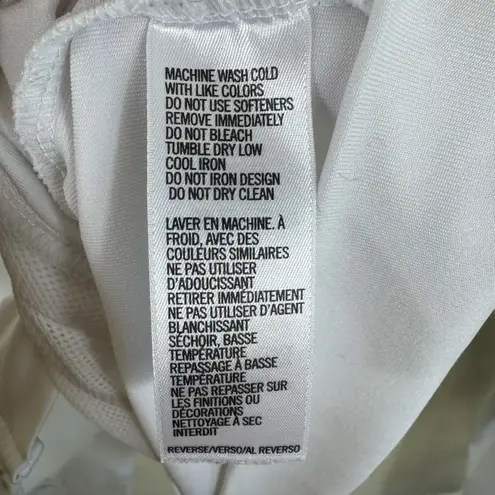 MACHINE WASH COLD
WITH LIKE COLORS
DO NOT USE SOFTENERS
REMOVE IMMEDIATELY
DO NOT BLEACH
TUMBLE DRY LOW
COOL IRON
DO NOT IRON DESIGN
DO NOT DRY CLEAN
LAVER EN MACHINE. À
FROID, AVEC DES
COULEURS SIMILAIRES
NE PAS UTILISER
D'ADOUCISSANT
RETIRER IMMÉDIATEMENT
NE PAS UTILISER D'AGENT
BLANCHISSANT
SÉCHOIR, BASSE
TEMPÉRATURE
REPASSAGE À BASSE
TEMPÉRATURE
NE PAS REPASSER SUR
LES FINITIONS OU
DÉCORATIONS
NETTOYAGE À SEC
INTERDIT
REVERSE/VERSO/AL REVERSO